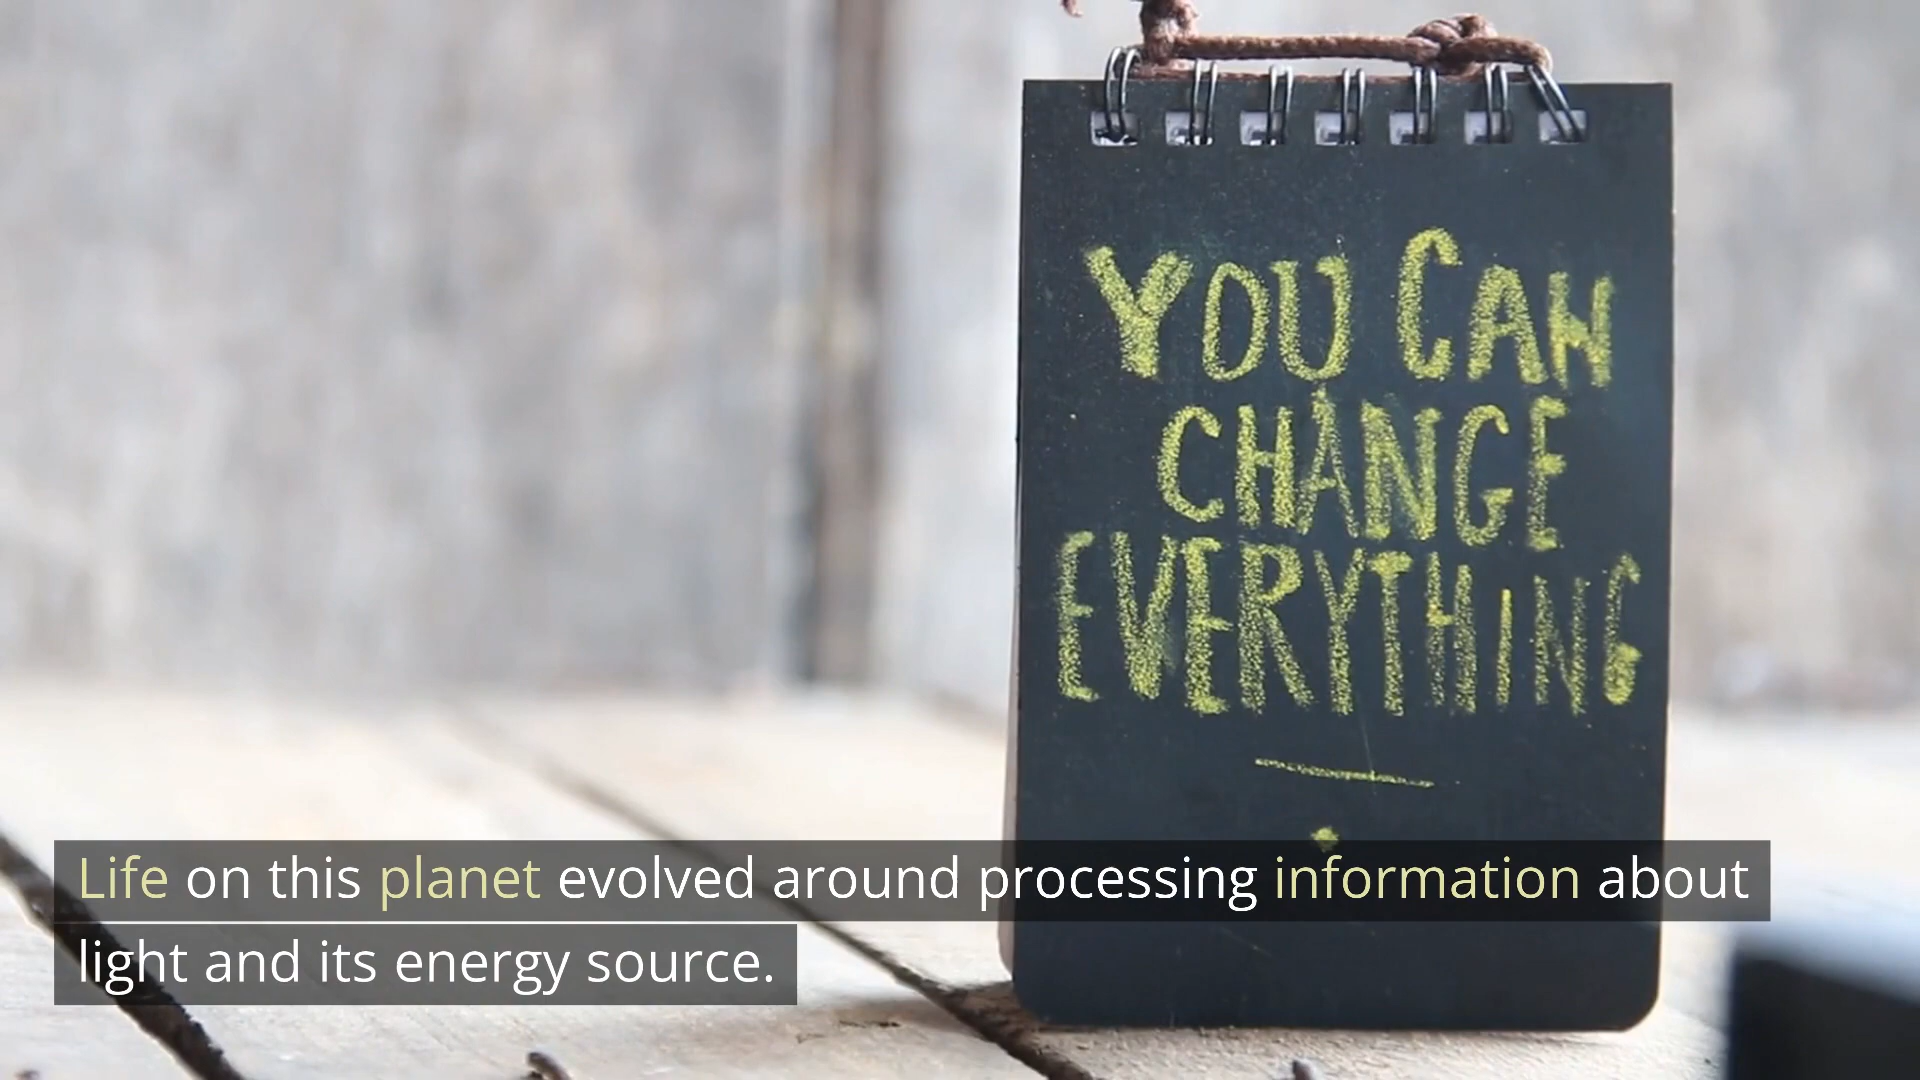 YOU CAN
CHANGE
EVERYTHING
Life on this planet evolved around processing information about
light and its energy source.